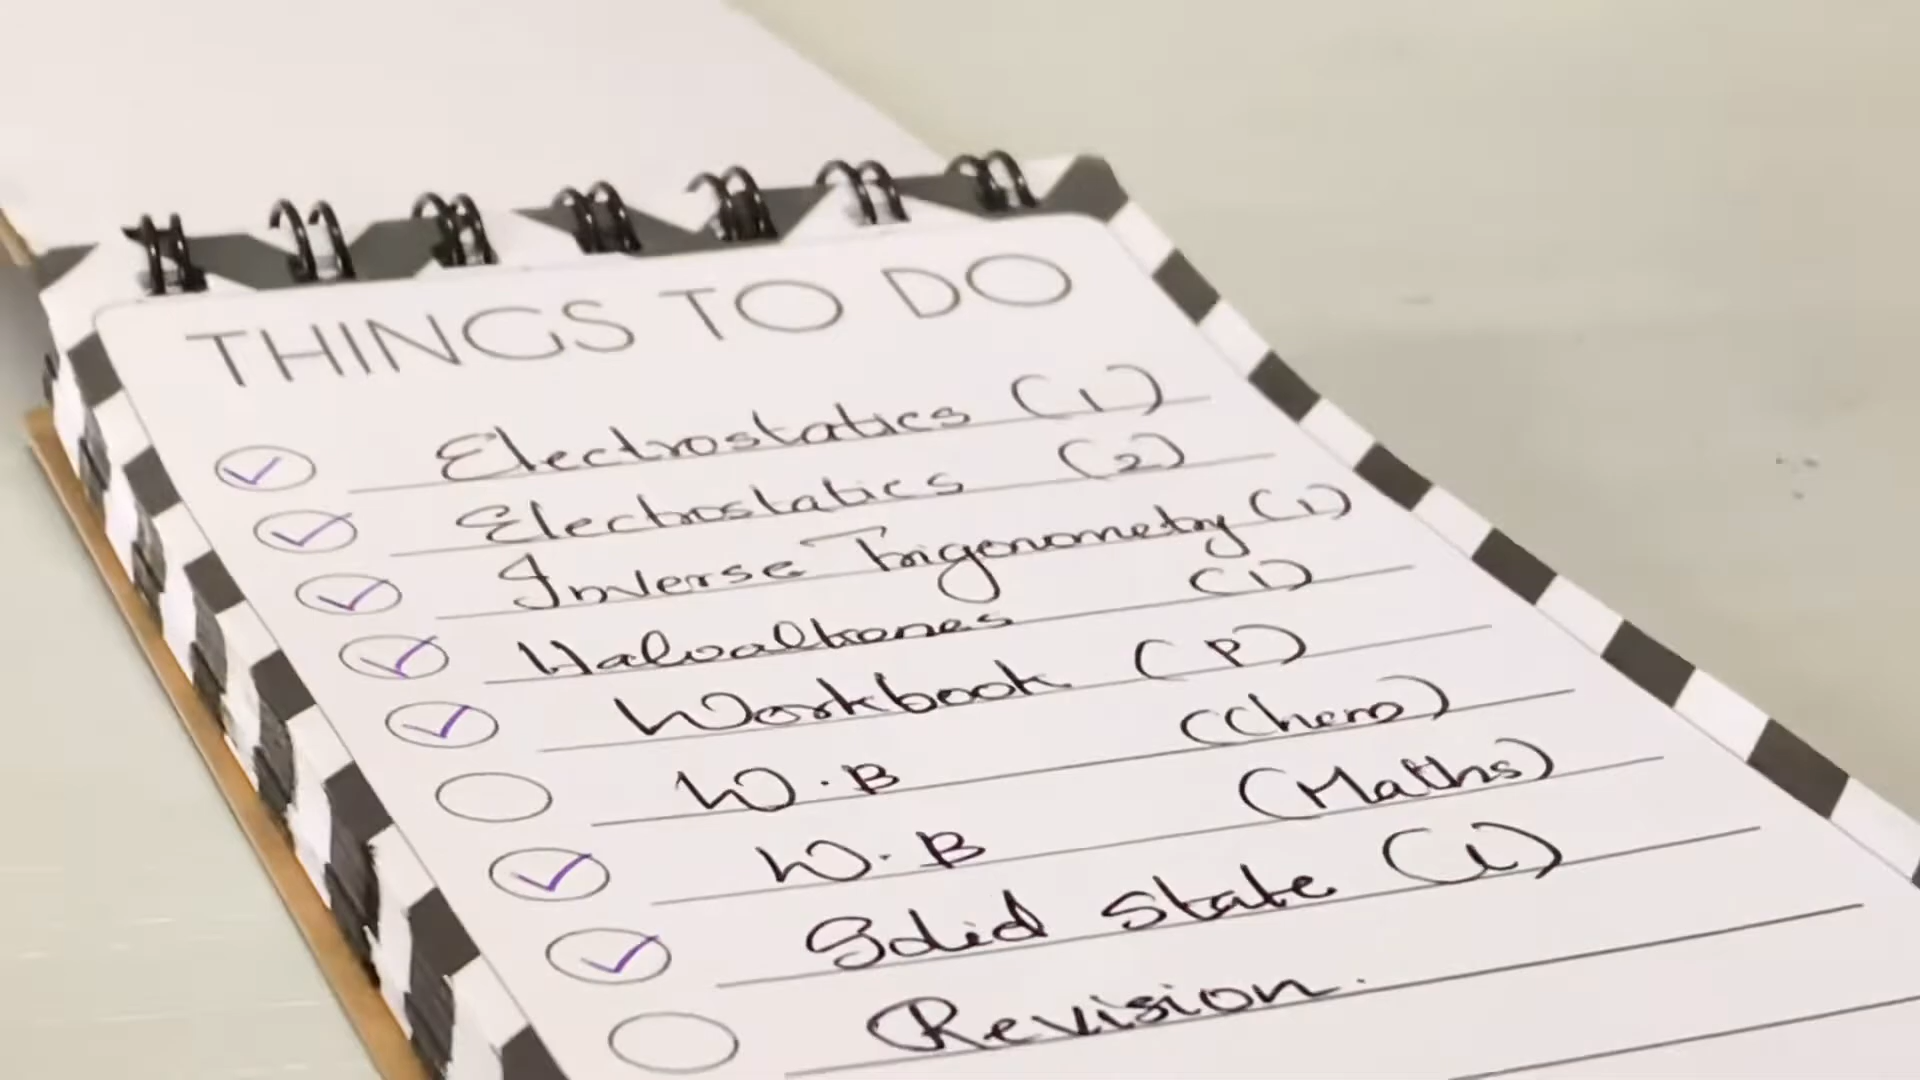 THINGS TO DO
Electrostatics (1)
Electrostatics (2)
Inverse Trigonometry (1)
Haloalkanes (1)
Workbook (P)
W.B (Chem)
W.B (Maths)
Solid State (1)
Revision.